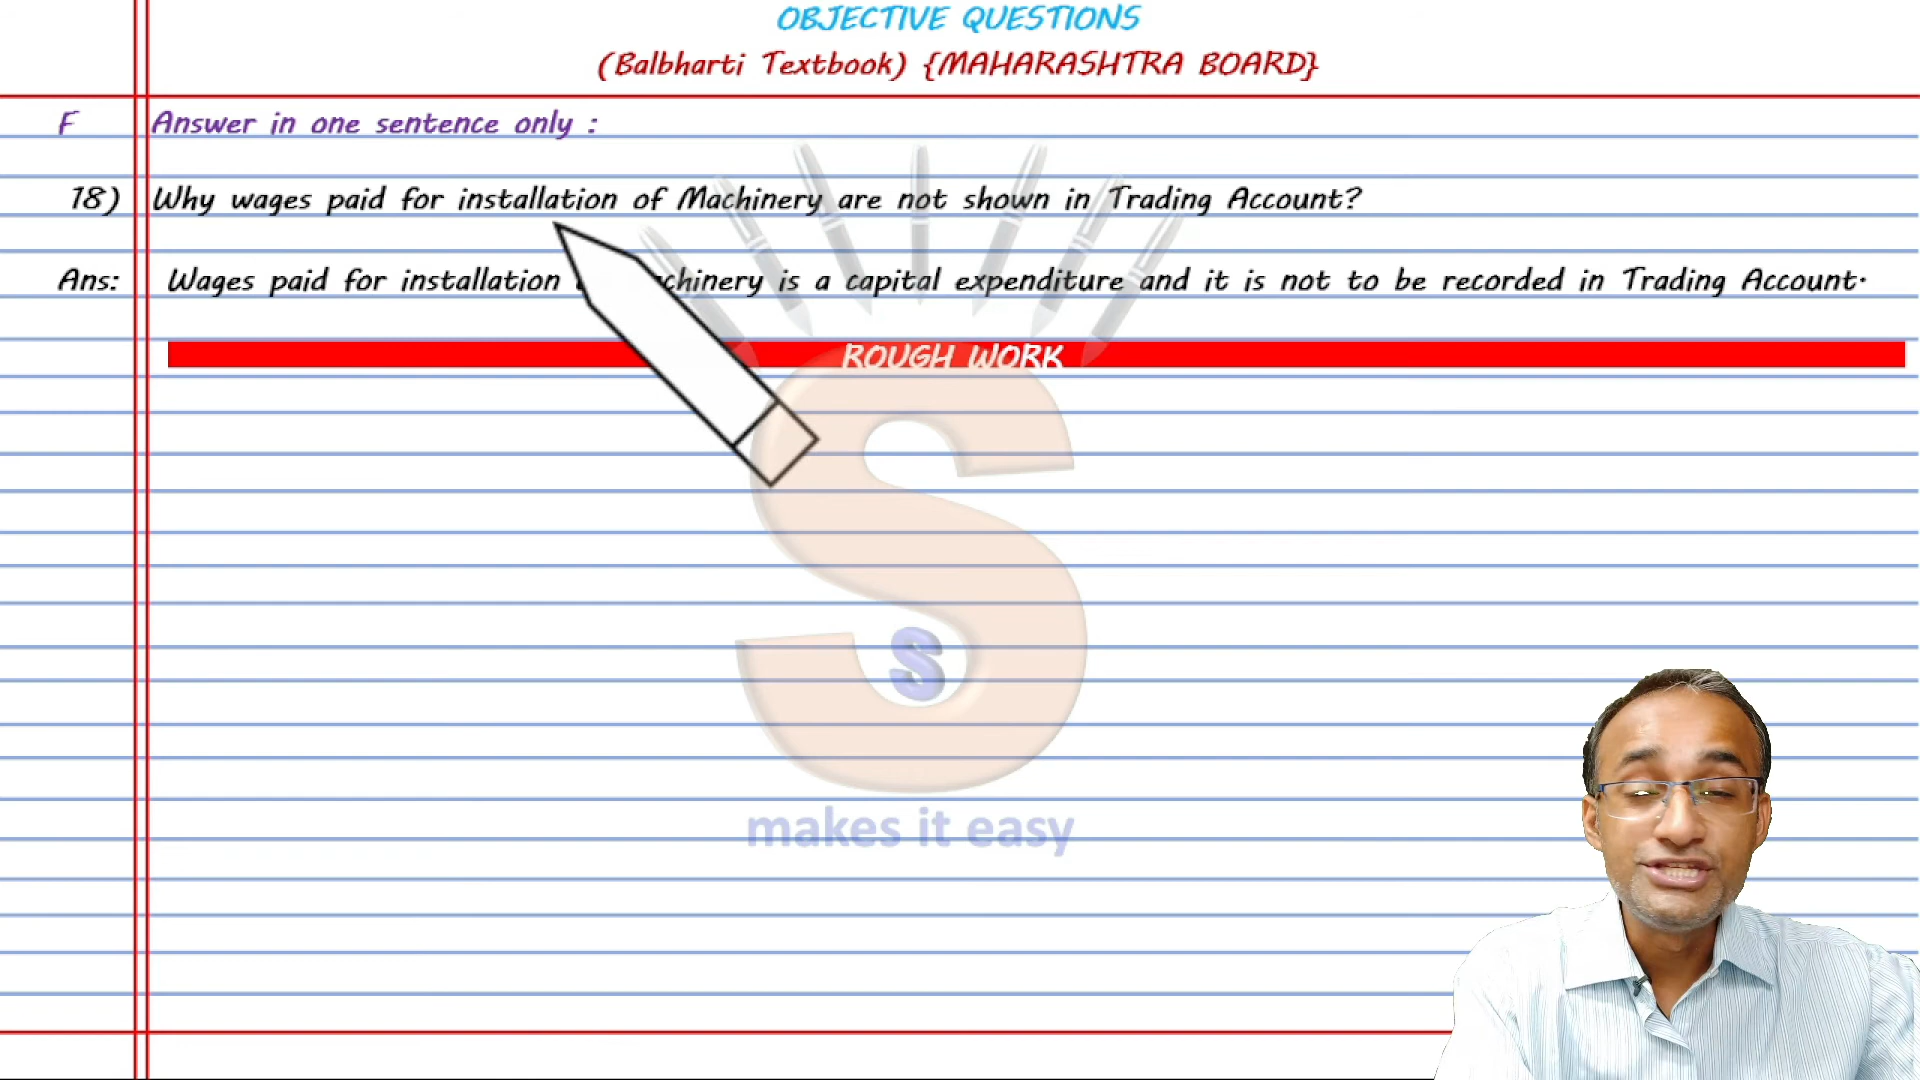 OBJECTIVE QUESTIONS
(Balbharti Textbook) {MAHARASHTRA BOARD}
F Answer in one sentence only :
18) Why wages paid for installation of Machinery are not shown in Trading Account?
Ans: Wages paid for installation chinery is a capital expenditure and it is not to be recorded in Trading Account.
ROUGH WORK
S
S
makes it easy